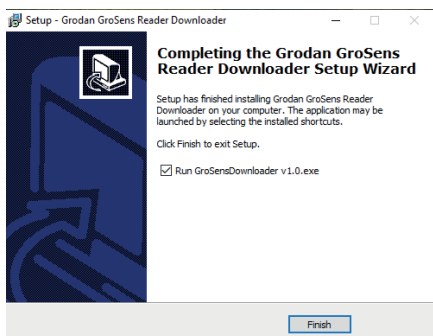 Setup - Grodan GroSens Reader Downloader
Completing the Grodan GroSens
Reader Downloader Setup Wizard
Setup has finished installing Grodan GroSens Reader
Downloader on your computer. The application may be
launched by selecting the installed shortcuts.
Click Finish to exit Setup.
Run GroSensDownloader v1.0.exe
Finish